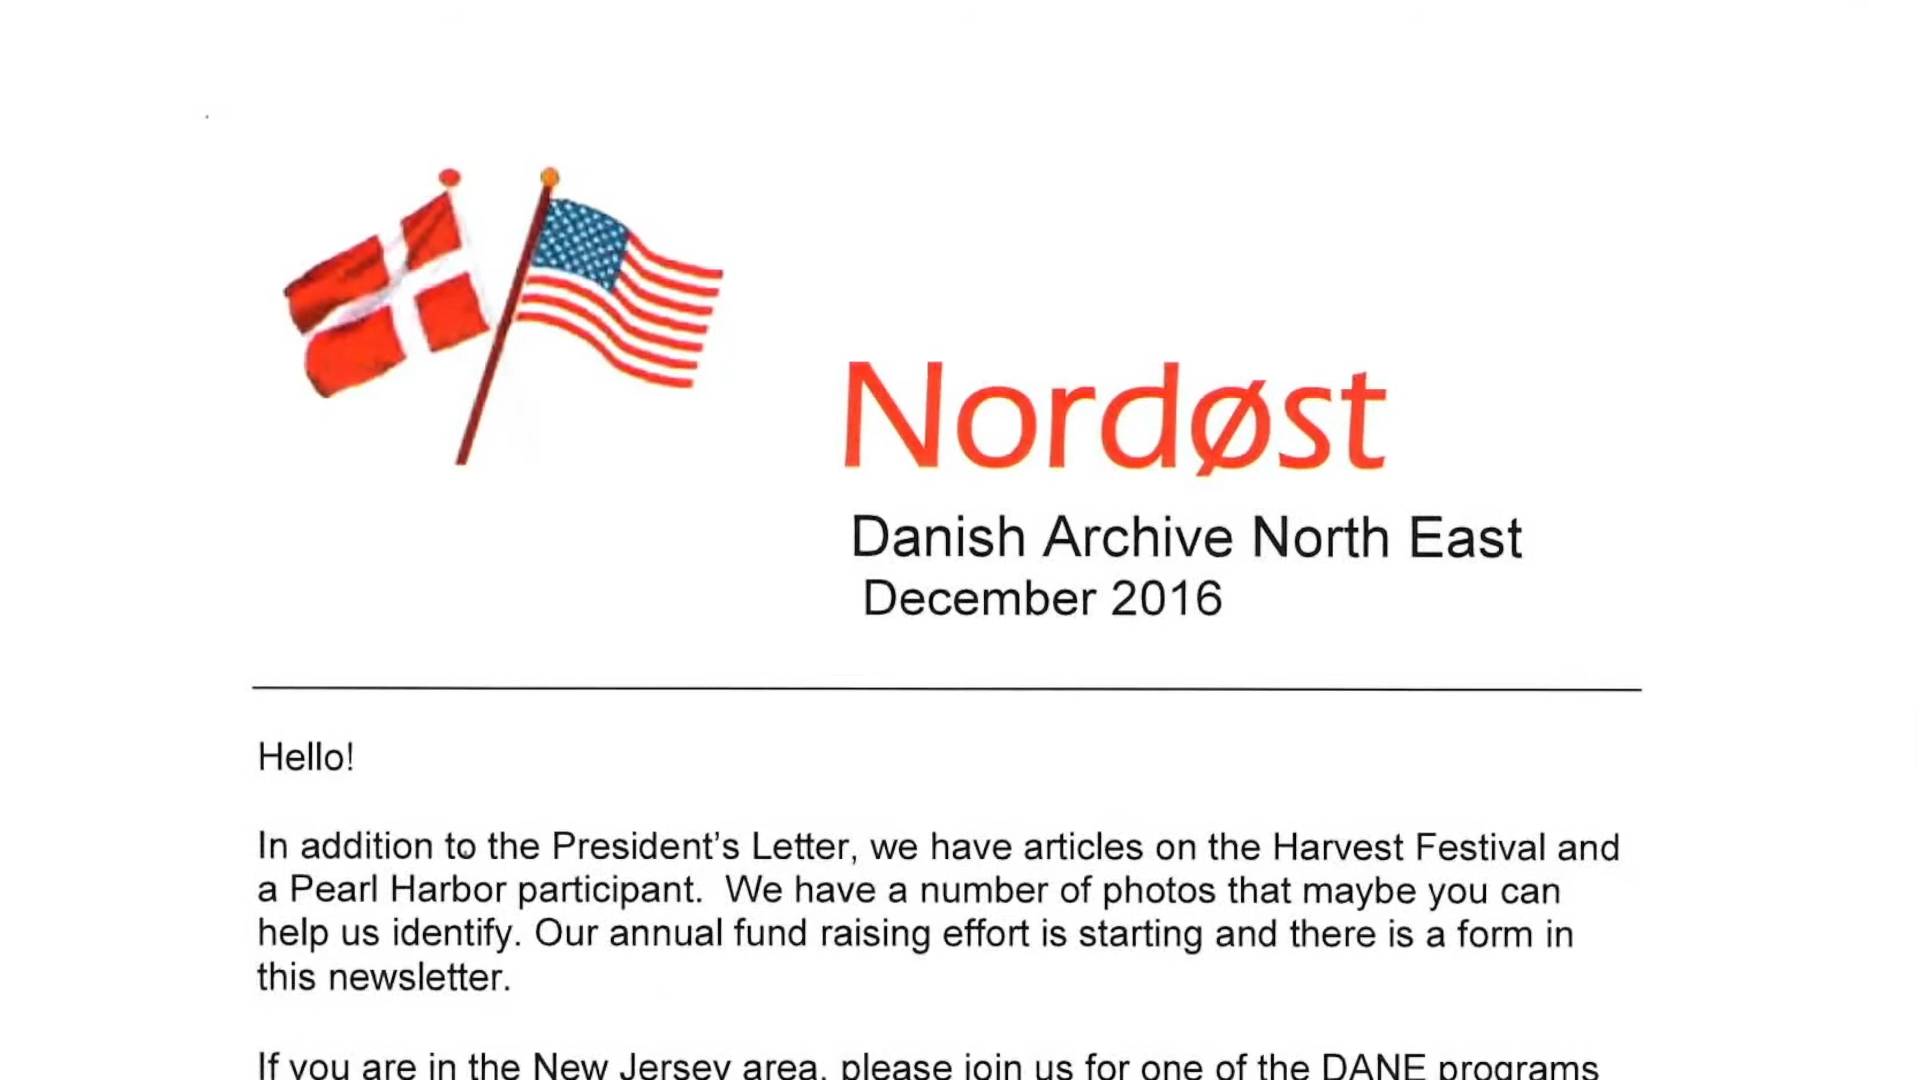 Nordøst
Danish Archive North East
December 2016
Hello!
In addition to the President's Letter, we have articles on the Harvest Festival and
a Pearl Harbor participant.  We have a number of photos that maybe you can
help us identify. Our annual fund raising effort is starting and there is a form in
this newsletter.
If you are in the New Jersey area, please join us for one of the DANE programs